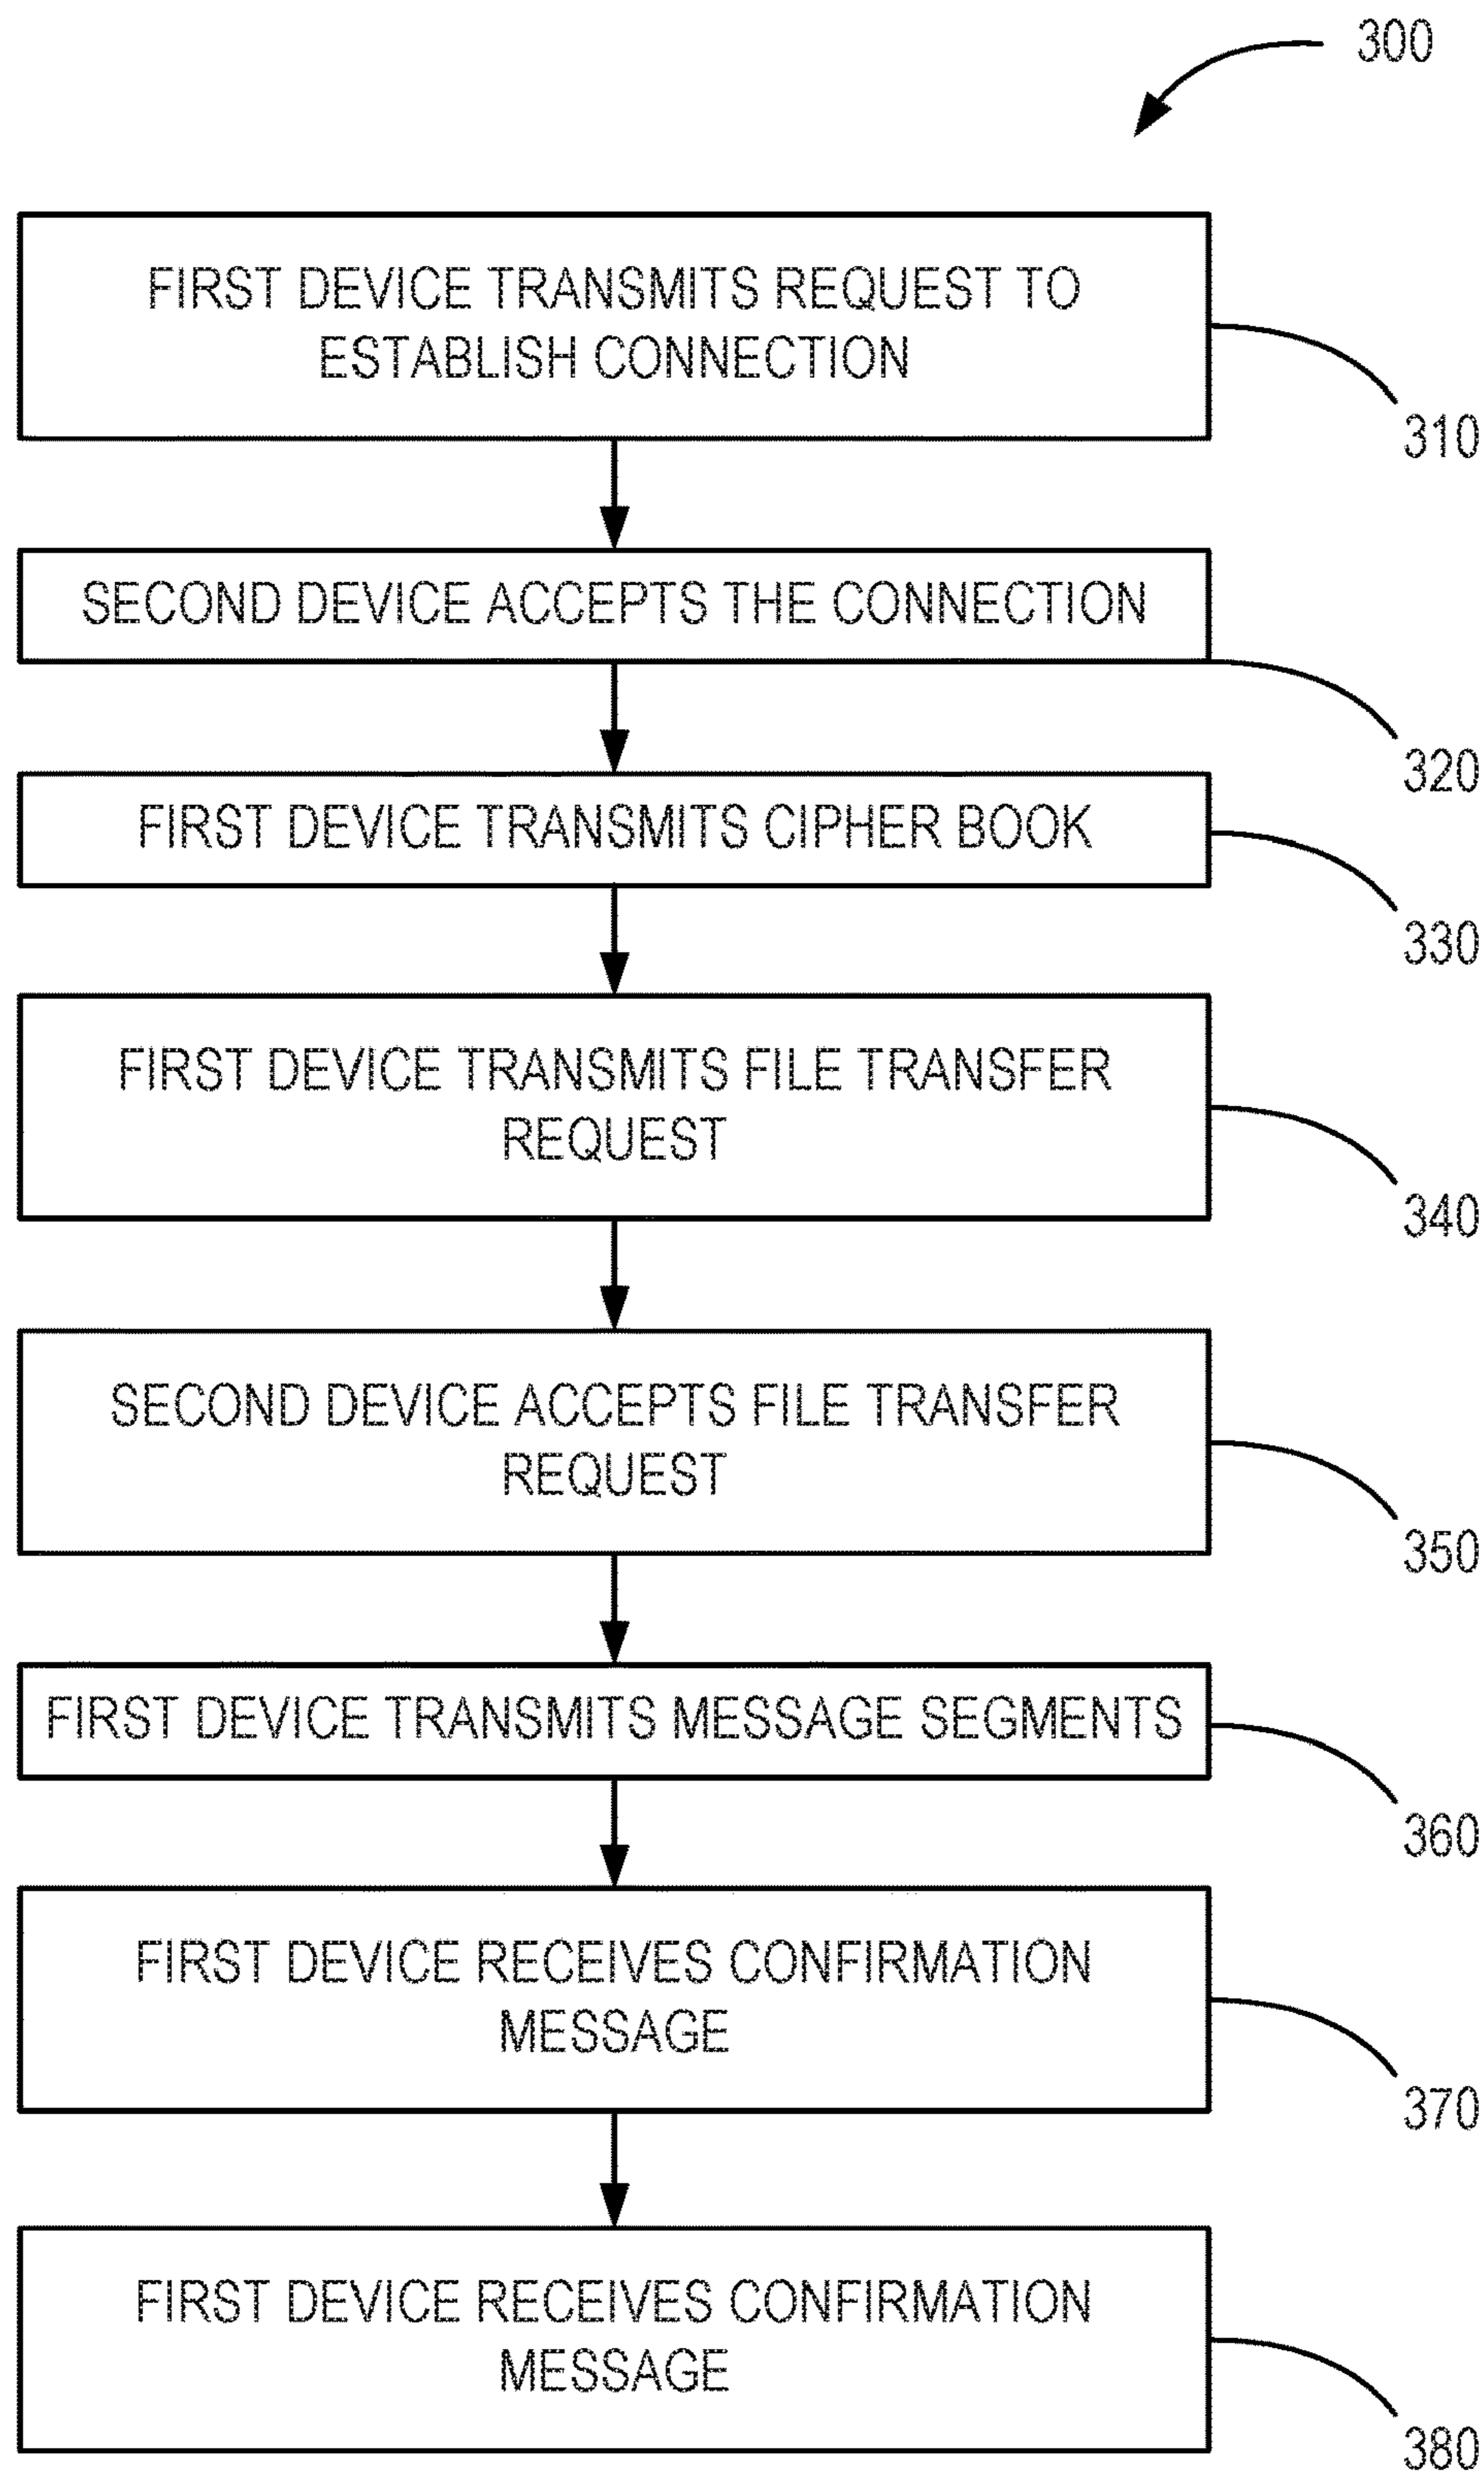 300
FIRST DEVICE TRANSMITS REQUEST TO
ESTABLISH CONNECTION
310
SECOND DEVICE ACCEPTS THE CONNECTION
320
FIRST DEVICE TRANSMITS CIPHER BOOK
330
FIRST DEVICE TRANSMITS FILE TRANSFER
REQUEST
340
SECOND DEVICE ACCEPTS FILE TRANSFER
REQUEST
350
FIRST DEVICE TRANSMITS MESSAGE SEGMENTS
360
FIRST DEVICE RECEIVES CONFIRMATION
MESSAGE
370
FIRST DEVICE RECEIVES CONFIRMATION
MESSAGE
380